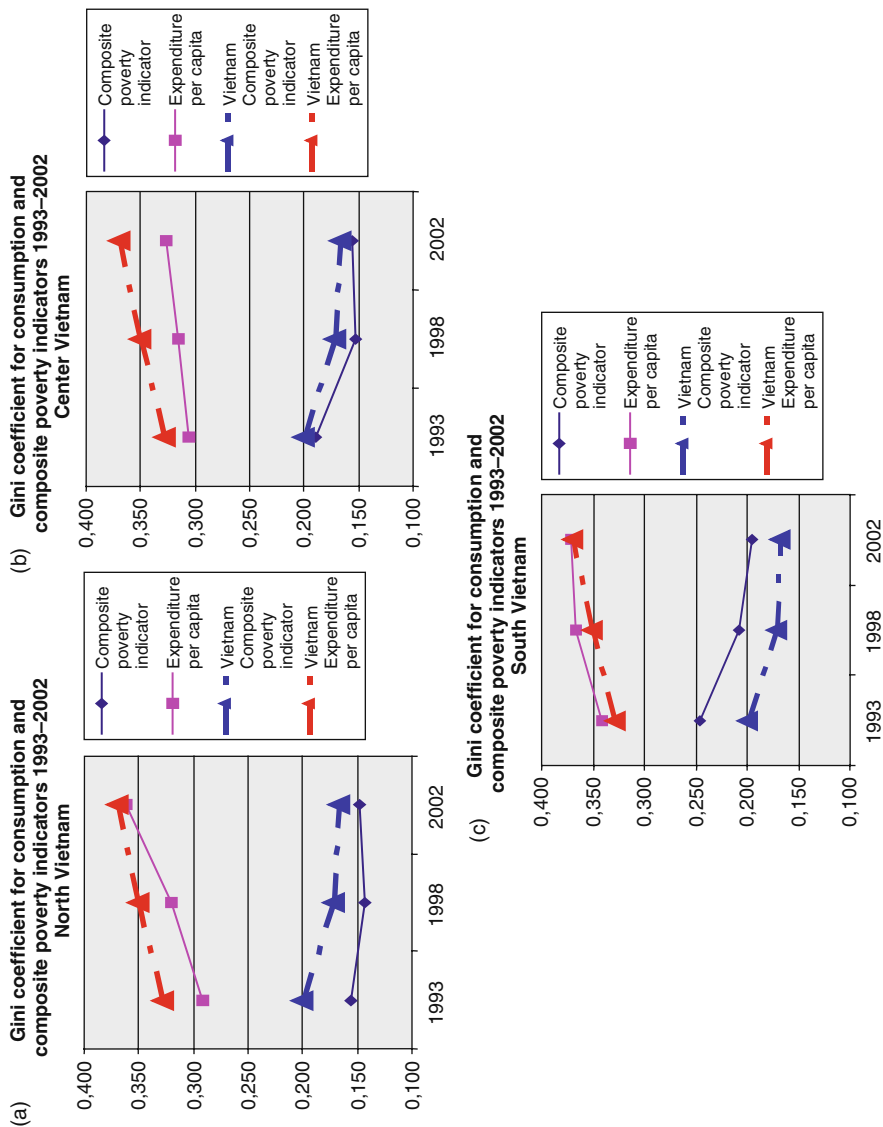 (a)
Gini coefficient for consumption and
composite poverty indicators 1993–2002
North Vietnam
0,400
0,350
0,300
0,200
0,150
0,100
1993
1998
2002
Composite
poverty
indicator
Expenditure
per capita
Vietnam
Composite
poverty
indicator
Vietnam
Expenditure
per capita
(b)
Gini coefficient for consumption and
composite poverty indicators 1993–2002
Center Vietnam
0,400
0,350
0,300
0,200
0,150
0,100
1993
1998
2002
Composite
poverty
indicator
Expenditure
per capita
Vietnam
Composite
poverty
indicator
Vietnam
Expenditure
per capita
(c)
Gini coefficient for consumption and
composite poverty indicators 1993–2002
South Vietnam
0,400
0,350
0,300
0,200
0,150
0,100
1993
1998
2002
Composite
poverty
indicator
Expenditure
per capita
Vietnam
Composite
poverty
indicator
Vietnam
Expenditure
per capita